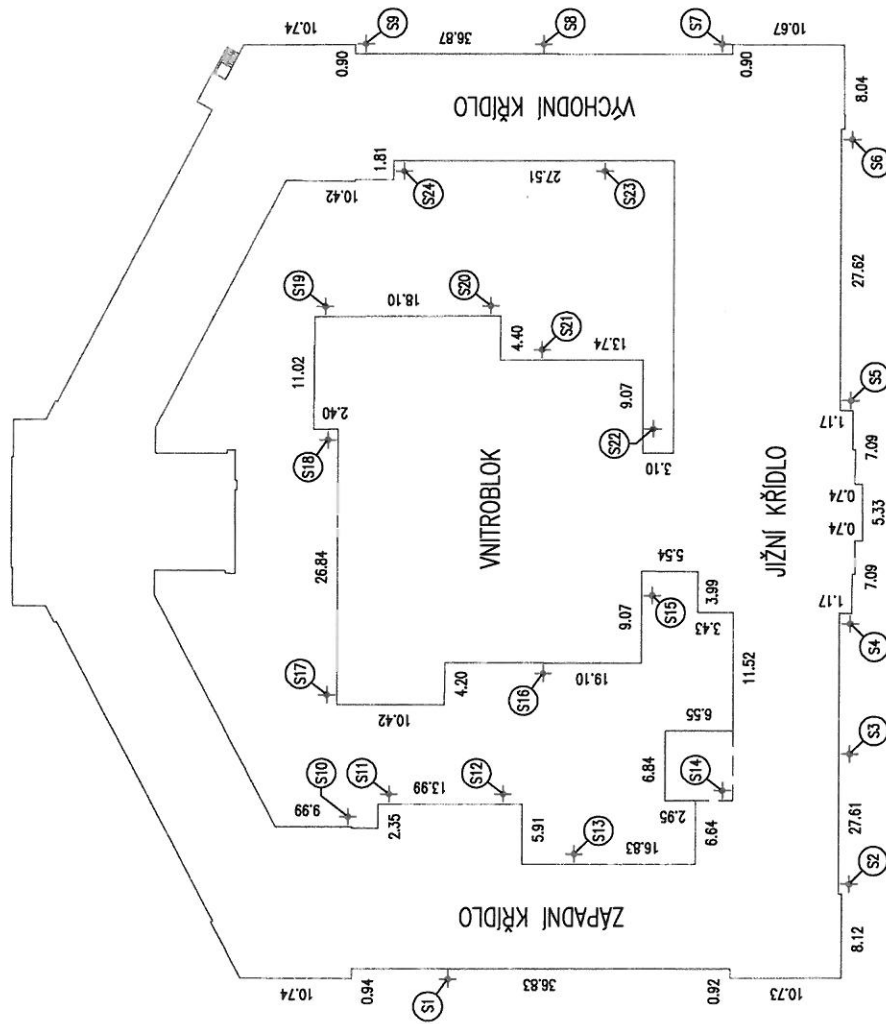 10.74
S9
36.87
S8
S7
10.67
0.90
0.90
VÝCHODNÍ KŘÍDLO
8.04
S6
1.81
10.42
S24
27.51
S23
S19
18.10
S20
S21
4.40
13.74
11.02
2.40
S18
9.07
S22
3.10
27.62
S5
1.17
7.09
VNITROBLOK
JIŽNÍ KŘÍDLO
0.74
0.74
5.33
7.09
1.17
S4
26.84
5.54
3.99
S15
9.07
3.43
S17
10.42
4.20
S16
19.10
11.52
S3
6.55
6.84
S14
2.95
6.64
27.61
S10
S11
13.99
S12
9.99
2.35
5.91
S13
16.83
S2
ZÁPADNÍ KŘÍDLO
8.12
10.74
0.94
S1
36.83
0.92
10.73